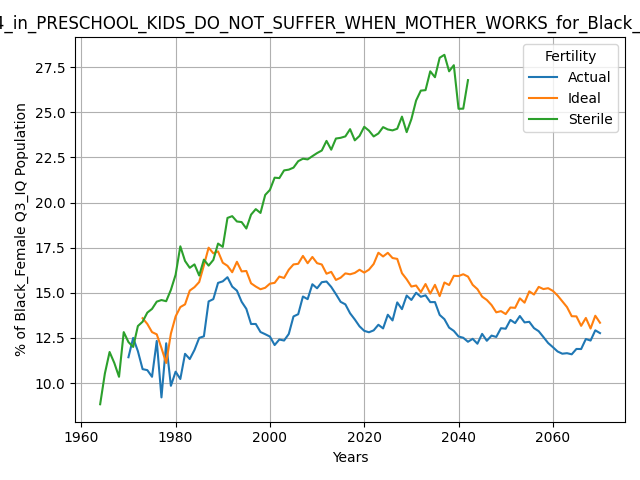 4_in_PRESCHOOL_KIDS_DO_NOT_SUFFER_WHEN_MOTHER_WORKS_for_Black_
Fertility
Actual
Ideal
Sterile
% of Black_Female Q3_IQ Population
27.5
25.0
22.5
20.0
17.5
15.0
12.5
10.0
1960
1980
2000
2020
2040
2060
Years